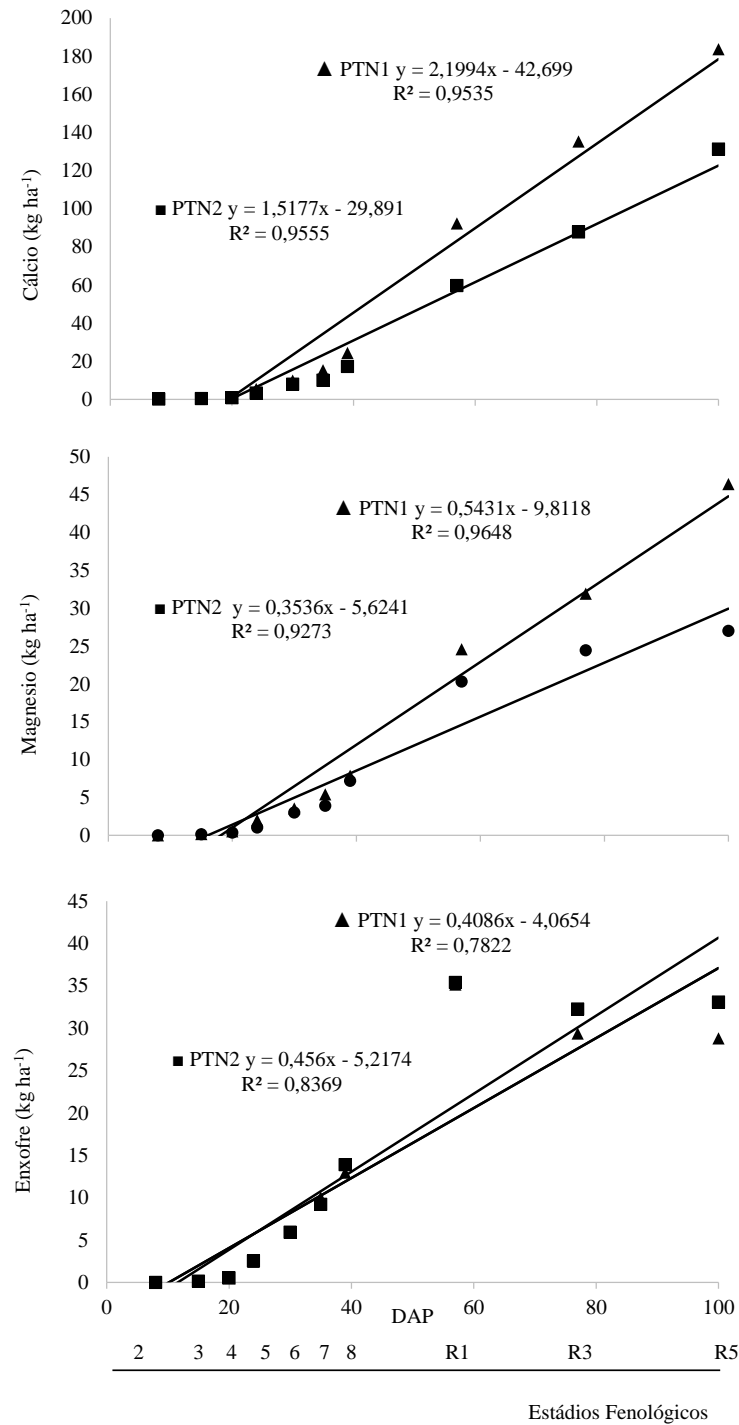 200
180
160
140
120
100
80
60
40
20
0
Cálcio (kg ha⁻¹)
▲ PTN1 y = 2,1994x - 42,699
R² = 0,9535
■ PTN2 y = 1,5177x - 29,891
R² = 0,9555
50
45
40
35
30
25
20
15
10
5
0
Magnesio (kg ha⁻¹)
▲ PTN1 y = 0,5431x - 9,8118
R² = 0,9648
■ PTN2 y = 0,3536x - 5,6241
R² = 0,9273
45
40
35
30
25
20
15
10
5
0
Enxofre (kg ha⁻¹)
▲ PTN1 y = 0,4086x - 4,0654
R² = 0,7822
■ PTN2 y = 0,456x - 5,2174
R² = 0,8369
0 20 40 60 80 100
DAP
2 3 4 5 6 7 8 R1 R3 R5
Estádios Fenológicos